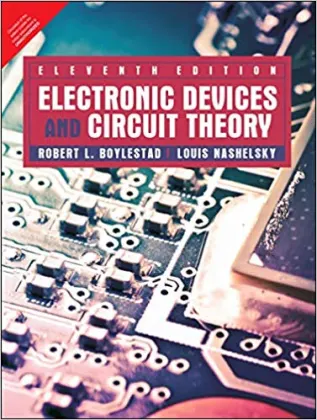 ELEVENTH EDITION
ELECTRONIC DEVICES
AND CIRCUIT THEORY
ROBERT L. BOYLESTAD | LOUIS NASHELSKY